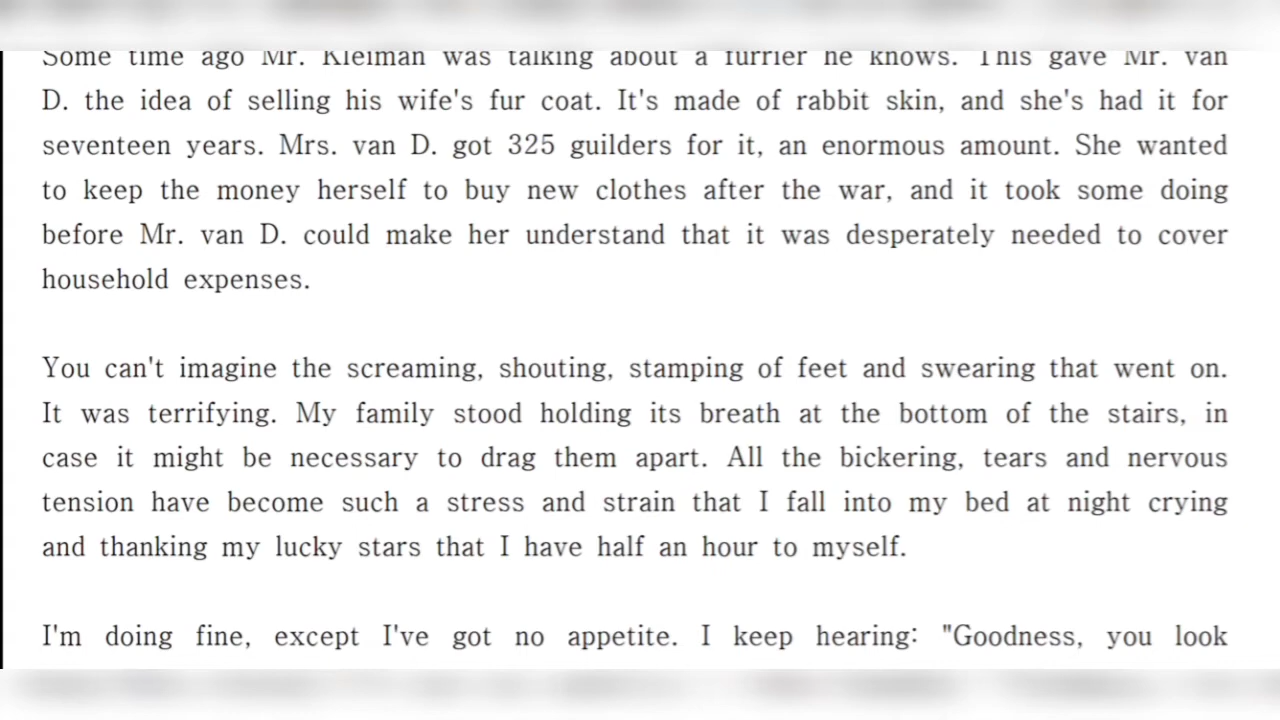 Some time ago Mr. Kleiman was talking about a furrier he knows. This gave Mr. van
D. the idea of selling his wife's fur coat. It's made of rabbit skin, and she's had it for
seventeen years. Mrs. van D. got 325 guilders for it, an enormous amount. She wanted
to keep the money herself to buy new clothes after the war, and it took some doing
before Mr. van D. could make her understand that it was desperately needed to cover
household expenses.
You can't imagine the screaming, shouting, stamping of feet and swearing that went on.
It was terrifying. My family stood holding its breath at the bottom of the stairs, in
case it might be necessary to drag them apart. All the bickering, tears and nervous
tension have become such a stress and strain that I fall into my bed at night crying
and thanking my lucky stars that I have half an hour to myself.
I'm doing fine, except I've got no appetite. I keep hearing: "Goodness, you look